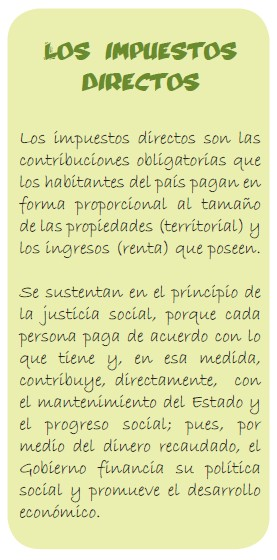 LOS IMPUESTOS
DIRECTOS
Los impuestos directos son las
contribuciones obligatorias que
los habitantes del país pagan en
forma proporcional al tamaño
de las propiedades (territorial) y
los ingresos (renta) que poseen.
Se sustentan en el principio de
la justicia social, porque cada
persona paga de acuerdo con lo
que tiene y, en esa medida,
contribuye, directamente, con
el mantenimiento del Estado y
el progreso social; pues, por
medio del dinero recaudado, el
Gobierno financia su política
social y promueve el desarrollo
económico.